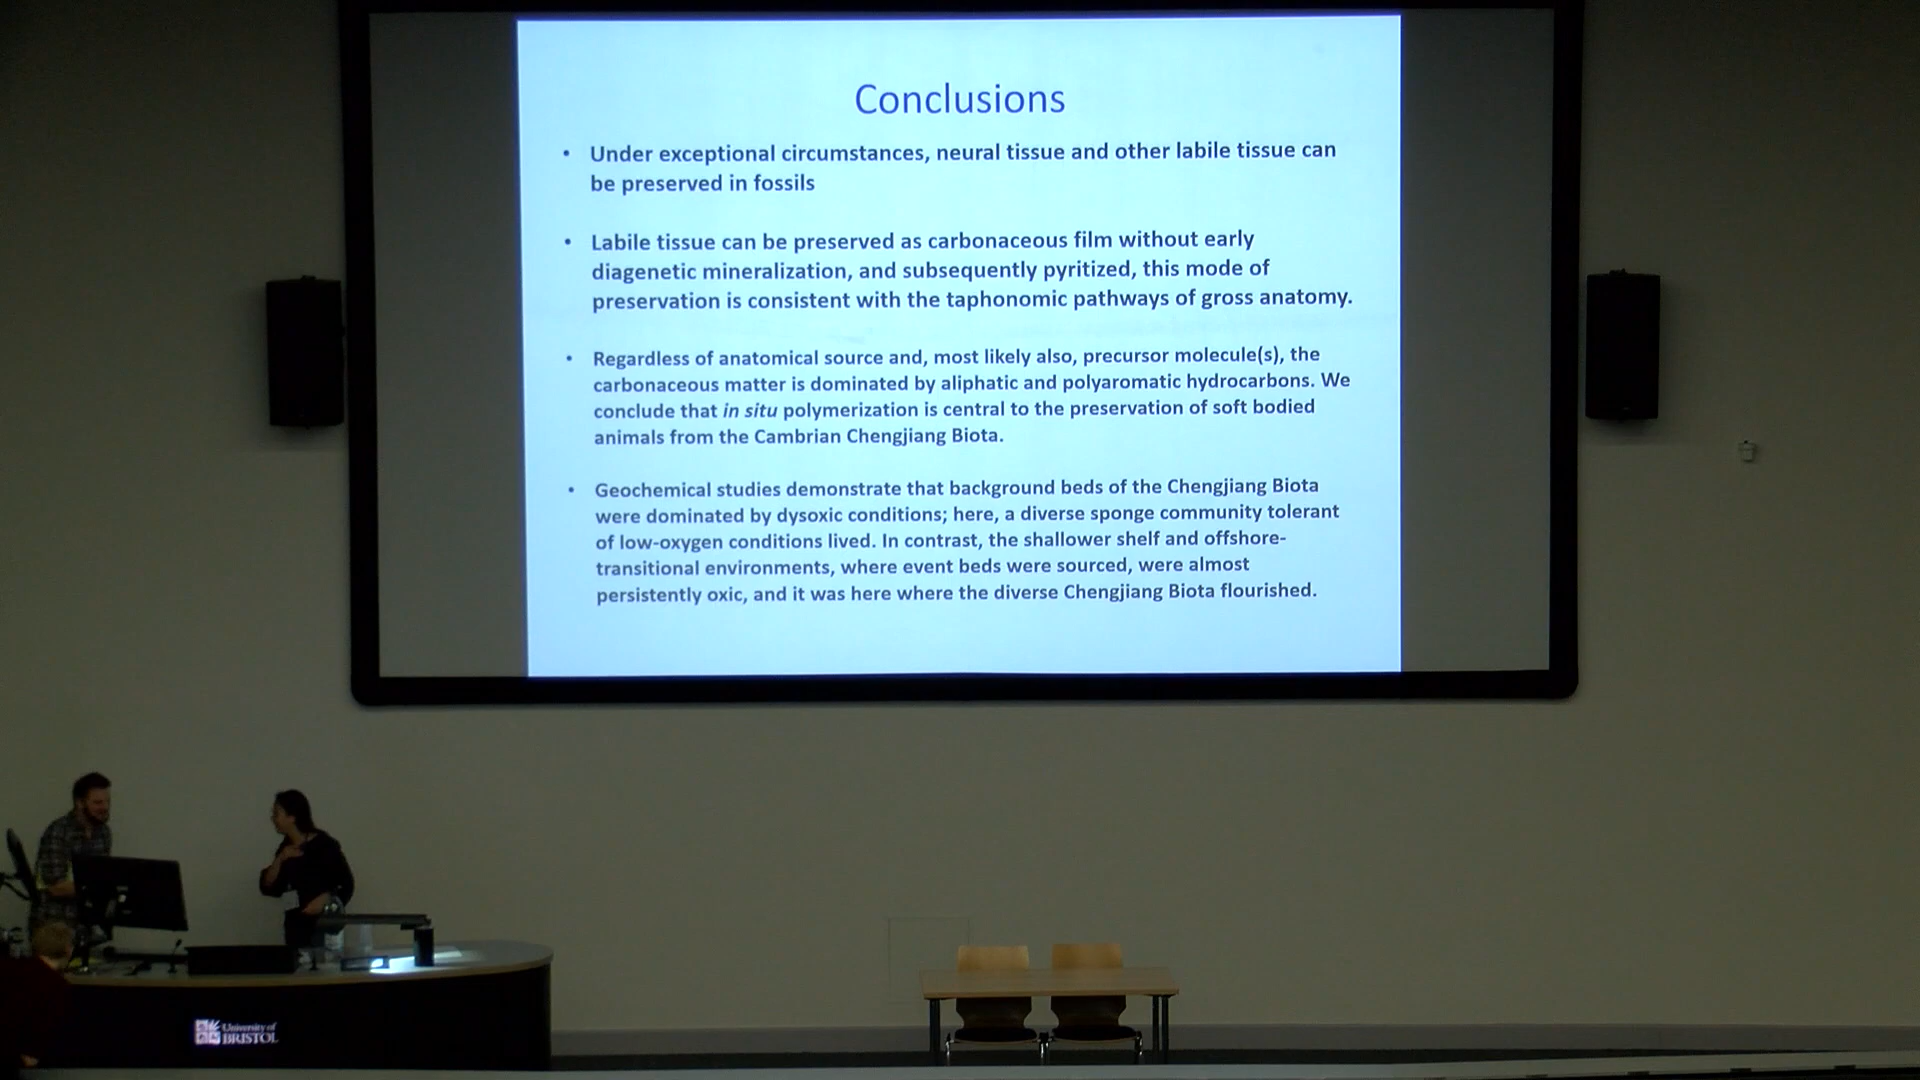 Conclusions
• Under exceptional circumstances, neural tissue and other labile tissue can
be preserved in fossils
• Labile tissue can be preserved as carbonaceous film without early
diagenetic mineralization, and subsequently pyritized, this mode of
preservation is consistent with the taphonomic pathways of gross anatomy.
• Regardless of anatomical source and, most likely also, precursor molecule(s), the
carbonaceous matter is dominated by aliphatic and polyaromatic hydrocarbons. We
conclude that in situ polymerization is central to the preservation of soft bodied
animals from the Cambrian Chengjiang Biota.
• Geochemical studies demonstrate that background beds of the Chengjiang Biota
were dominated by dysoxic conditions; here, a diverse sponge community tolerant
of low-oxygen conditions lived. In contrast, the shallower shelf and offshore-
transitional environments, where event beds were sourced, were almost
persistently oxic, and it was here where the diverse Chengjiang Biota flourished.
University of
BRISTOL